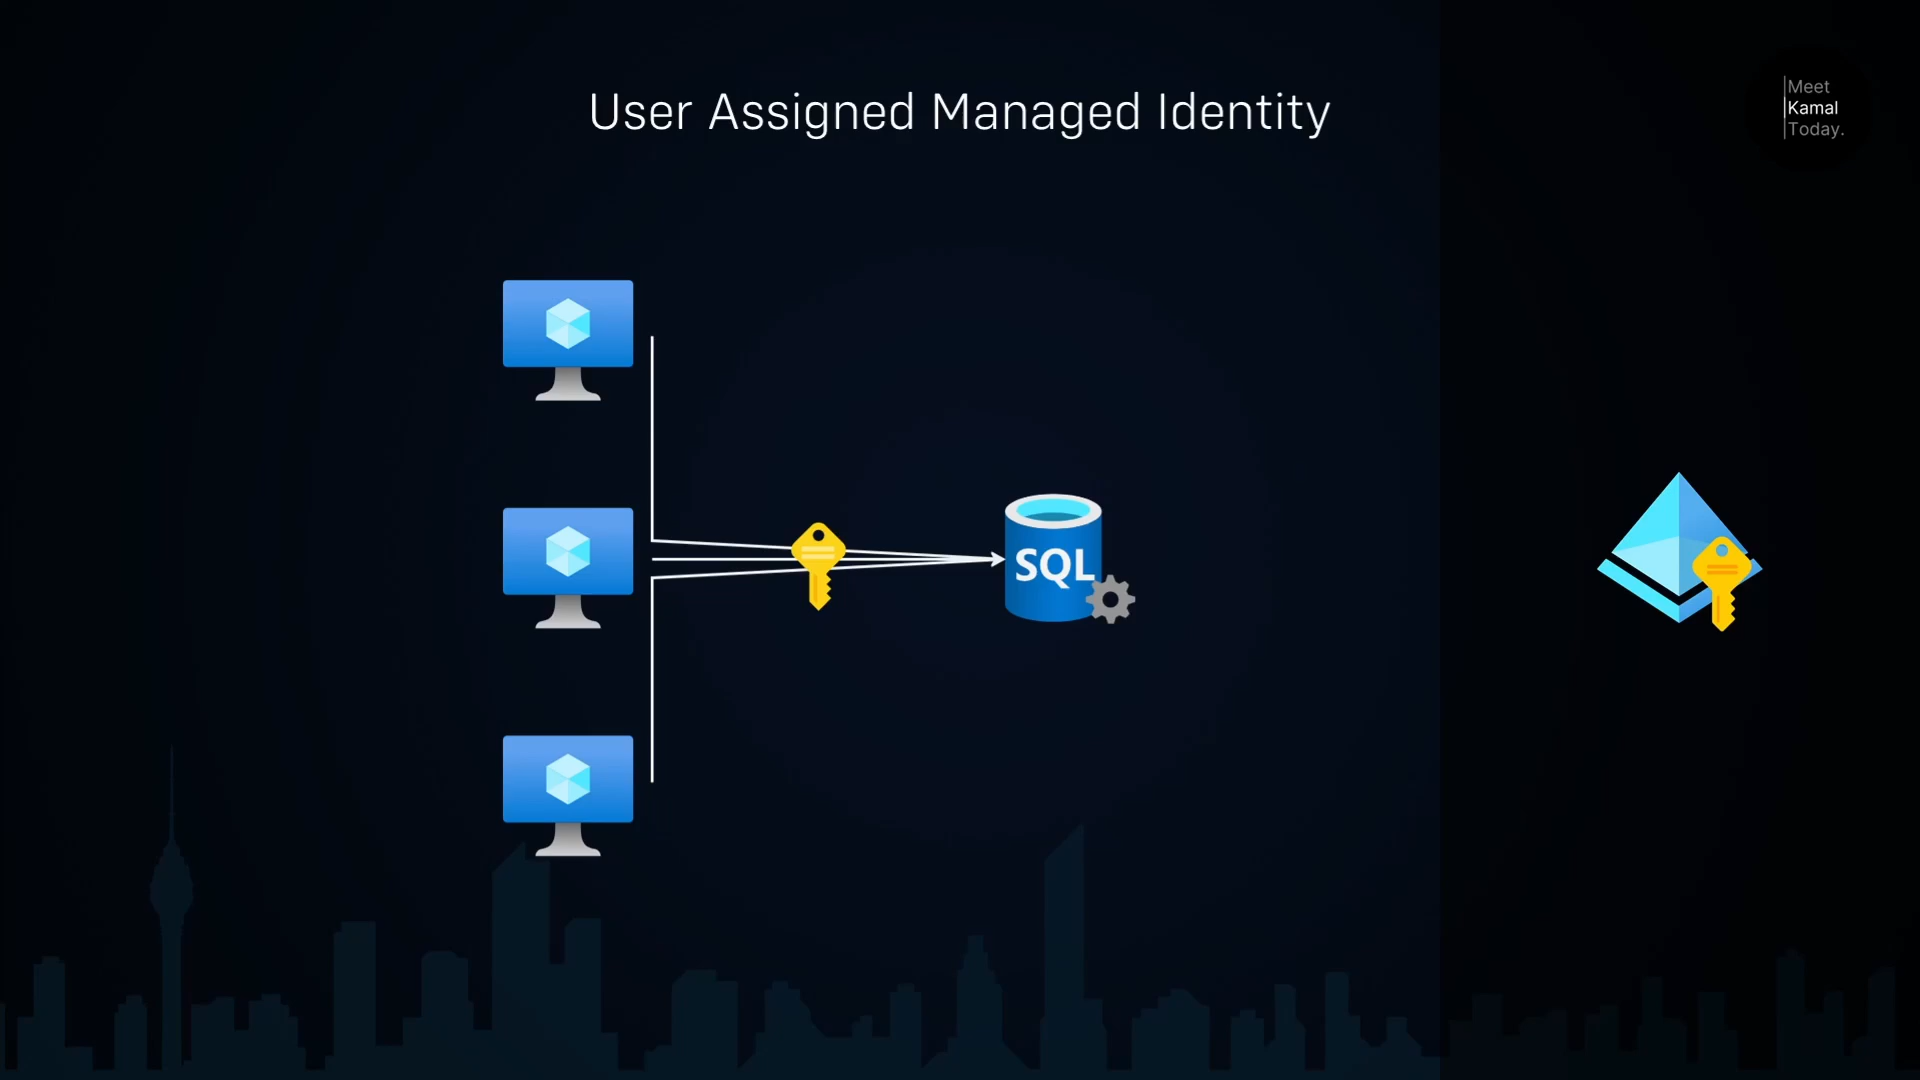 User Assigned Managed Identity
Meet
Kamal
Today.
SQL